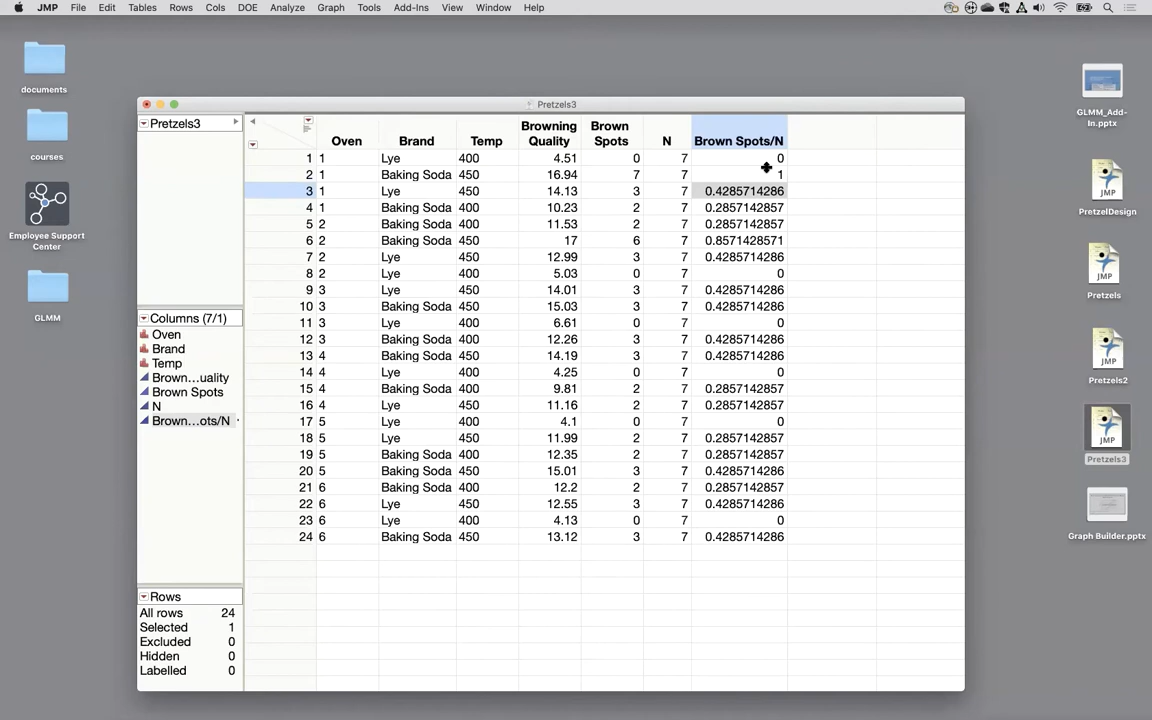 JMP File Edit Tables Rows Cols DOE Analyze Graph Tools Add-Ins View Window Help
documents
courses
Employee Support
Center
GLMM
Pretzels3
Pretzels3
Oven Brand Temp Browning Quality Brown Spots N Brown Spots/N
1 1 Lye 400 4.51 0 7 0
2 1 Baking Soda 450 16.94 7 7 1
3 1 Lye 450 14.13 3 7 0.4285714286
4 1 Baking Soda 400 10.23 2 7 0.2857142857
5 2 Baking Soda 400 11.53 2 7 0.2857142857
6 2 Baking Soda 450 17 6 7 0.8571428571
7 2 Lye 450 12.99 3 7 0.4285714286
8 2 Lye 400 5.03 0 7 0
9 3 Lye 450 14.01 3 7 0.4285714286
10 3 Baking Soda 450 15.03 3 7 0.4285714286
11 3 Lye 400 6.61 0 7 0
12 3 Baking Soda 400 12.26 3 7 0.4285714286
13 4 Baking Soda 450 14.19 3 7 0.4285714286
14 4 Lye 400 4.25 0 7 0
15 4 Baking Soda 400 9.81 2 7 0.2857142857
16 4 Lye 450 11.16 2 7 0.2857142857
17 5 Lye 400 4.1 0 7 0
18 5 Lye 450 11.99 2 7 0.2857142857
19 5 Baking Soda 400 12.35 2 7 0.2857142857
20 5 Baking Soda 450 15.01 3 7 0.4285714286
21 6 Baking Soda 400 12.2 2 7 0.2857142857
22 6 Lye 450 12.55 3 7 0.4285714286
23 6 Lye 400 4.13 0 7 0
24 6 Baking Soda 450 13.12 3 7 0.4285714286
Columns (7/1)
Oven
Brand
Temp
Brown...uality
Brown Spots
N
Brown...ots/N
Rows
All rows 24
Selected 1
Excluded 0
Hidden 0
Labelled 0
GLMM_Add-
In.pptx
JMP
PretzelDesign
JMP
Pretzels
JMP
Pretzels2
JMP
Pretzels3
Graph Builder.pptx